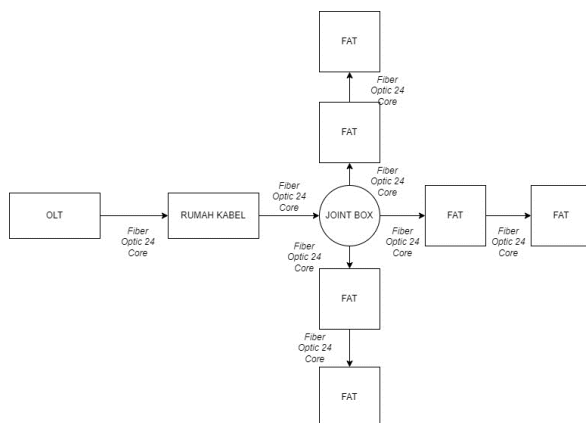 FAT
Fiber
Optic 24
Core
FAT
Fiber
Optic 24
Core
OLT
Fiber
Optic 24
Core
RUMAH KABEL
Fiber
Optic 24
Core
JOINT BOX
Fiber
Optic 24
Core
FAT
Fiber
Optic 24
Core
FAT
Fiber
Optic 24
Core
FAT
Fiber
Optic 24
Core
FAT